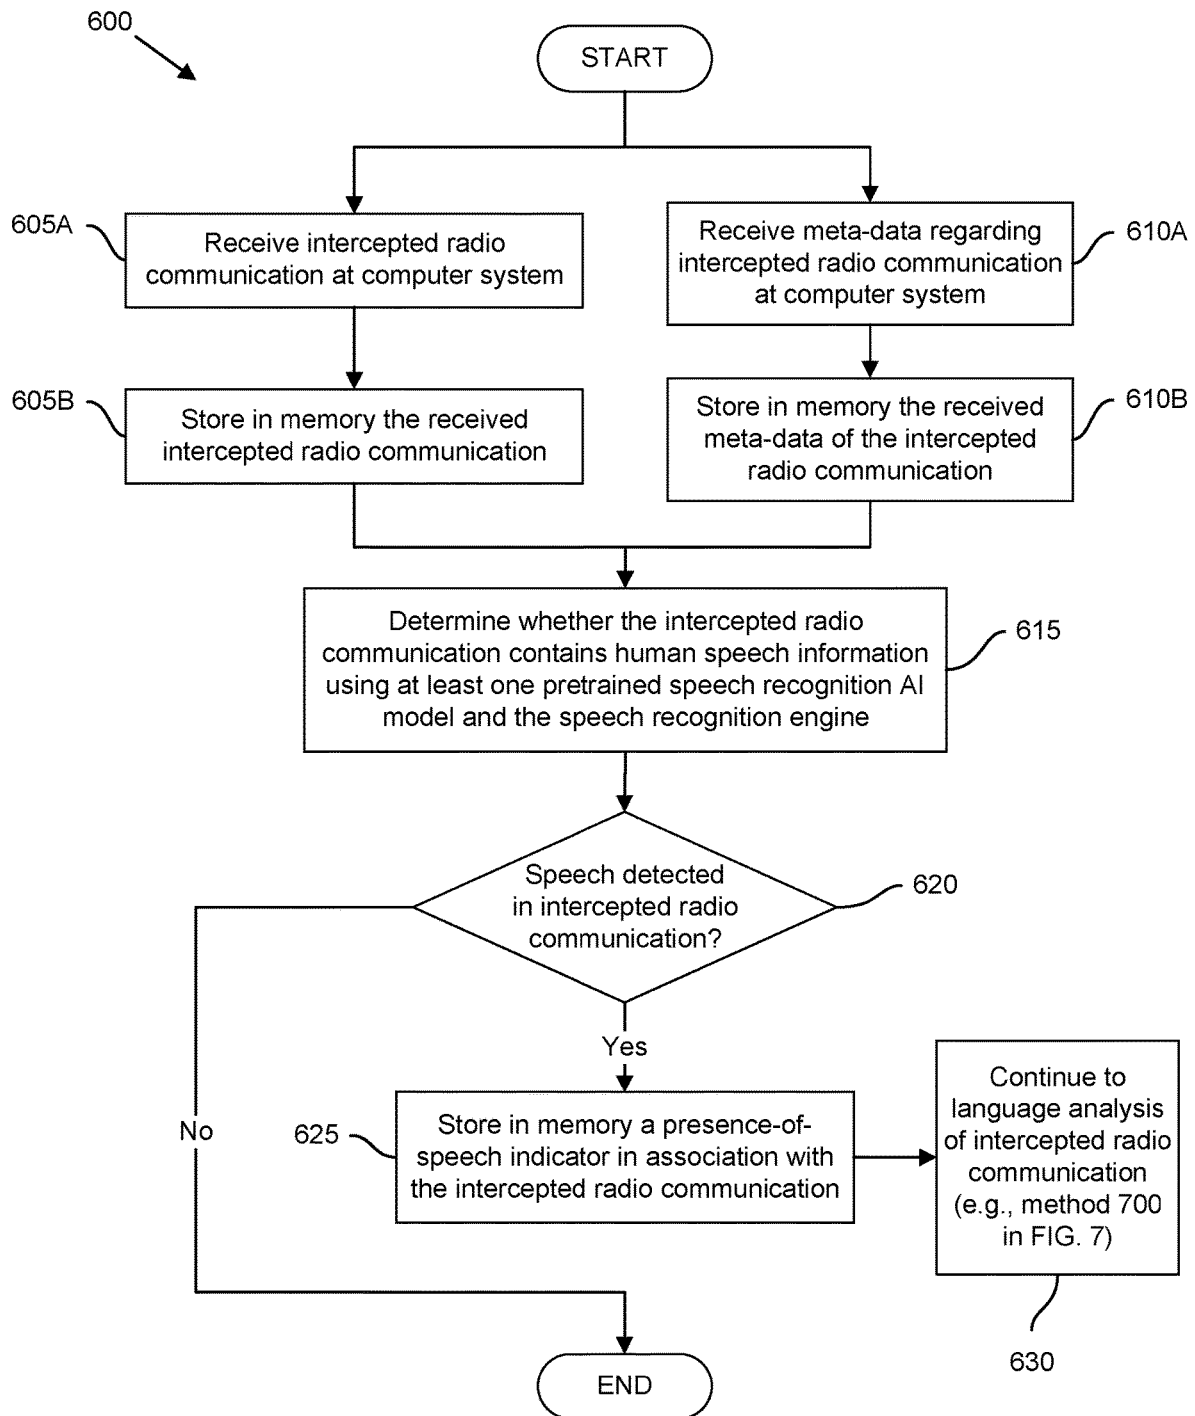 600
START
605A
Receive intercepted radio
communication at computer system
Receive meta-data regarding
intercepted radio communication
at computer system
610A
605B
Store in memory the received
intercepted radio communication
Store in memory the received
meta-data of the intercepted
radio communication
610B
Determine whether the intercepted radio
communication contains human speech information
using at least one pretrained speech recognition AI
model and the speech recognition engine
615
Speech detected
in intercepted radio
communication?
620
Yes
No
625
Store in memory a presence-of-
speech indicator in association with
the intercepted radio communication
Continue to
language analysis
of intercepted radio
communication
(e.g., method 700
in FIG. 7)
630
END